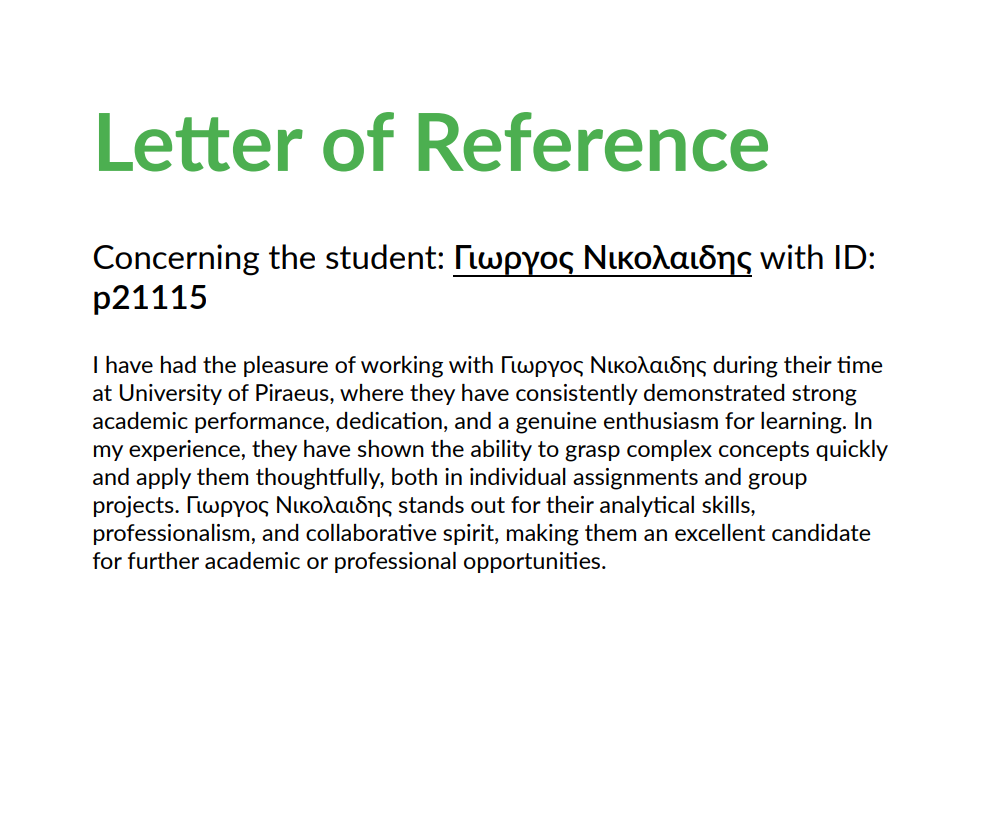 Letter of Reference
Concerning the student: Γιωργος Νικολαιδης with ID:
p21115
I have had the pleasure of working with Γιωργος Νικολαιδης during their time
at University of Piraeus, where they have consistently demonstrated strong
academic performance, dedication, and a genuine enthusiasm for learning. In
my experience, they have shown the ability to grasp complex concepts quickly
and apply them thoughtfully, both in individual assignments and group
projects. Γιωργος Νικολαιδης stands out for their analytical skills,
professionalism, and collaborative spirit, making them an excellent candidate
for further academic or professional opportunities.